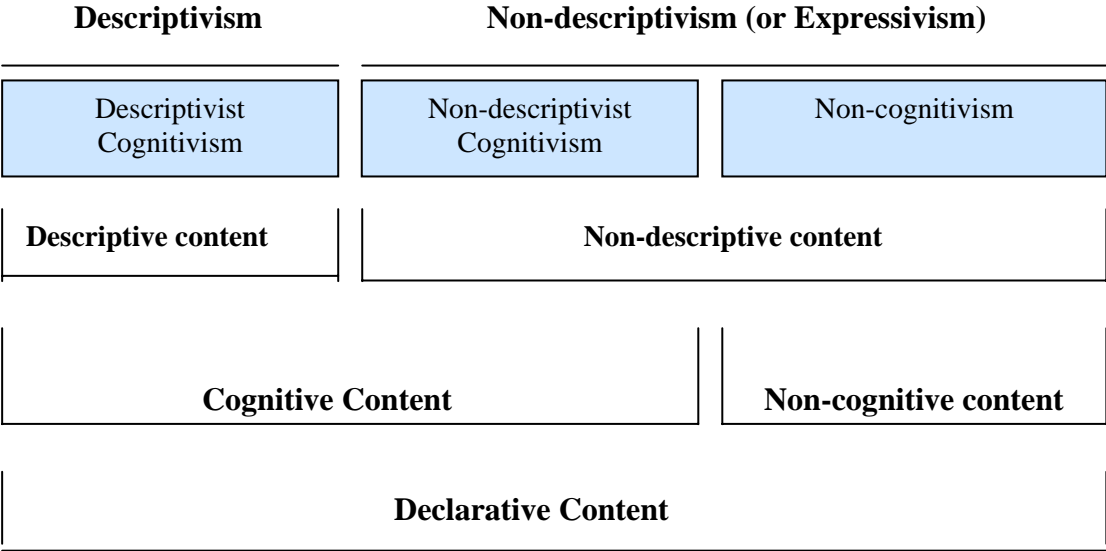 Descriptivism
Non-descriptivism (or Expressivism)
Descriptivist
Cognitivism
Non-descriptivist
Cognitivism
Non-cognitivism
Descriptive content
Non-descriptive content
Cognitive Content
Non-cognitive content
Declarative Content